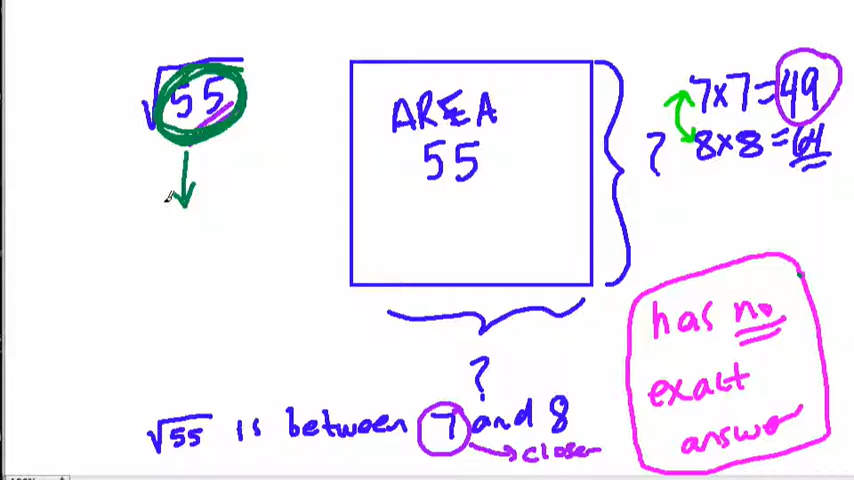 √55
AREA
55
7x7=49
8x8=64
?
?
has no
exact
answer
√55 is between 7 and 8
closer